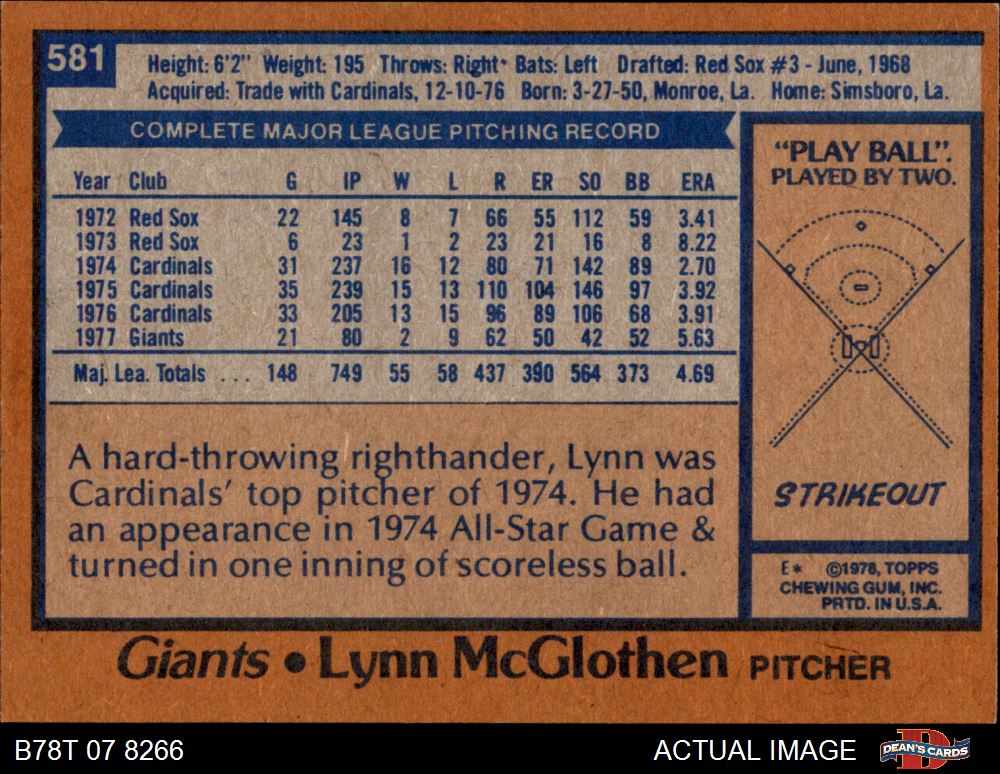 581
Height: 6'2" Weight: 195 Throws: Right• Bats: Left Drafted: Red Sox #3 - June, 1968
Acquired: Trade with Cardinals, 12-10-76 Born: 3-27-50, Monroe, La. Home: Simsboro, La.
COMPLETE MAJOR LEAGUE PITCHING RECORD
Year Club G IP W L R ER SO BB ERA
1972 Red Sox 22 145 8 7 66 55 112 59 3.41
1973 Red Sox 6 23 1 2 23 21 16 8 8.22
1974 Cardinals 31 237 16 12 80 71 142 89 2.70
1975 Cardinals 35 239 15 13 110 104 146 97 3.92
1976 Cardinals 33 205 13 15 96 89 106 68 3.91
1977 Giants 21 80 2 9 62 50 42 52 5.63
Maj. Lea. Totals ... 148 749 55 58 437 390 564 373 4.69
A hard-throwing righthander, Lynn was
Cardinals' top pitcher of 1974. He had
an appearance in 1974 All-Star Game &
turned in one inning of scoreless ball.
"PLAY BALL".
PLAYED BY TWO.
STRIKEOUT
E* ©1978, TOPPS
CHEWING GUM, INC.
PRTD. IN U.S.A.
Giants • Lynn McGlothen PITCHER
B78T 07 8266
ACTUAL IMAGE
DEAN'S CARDS